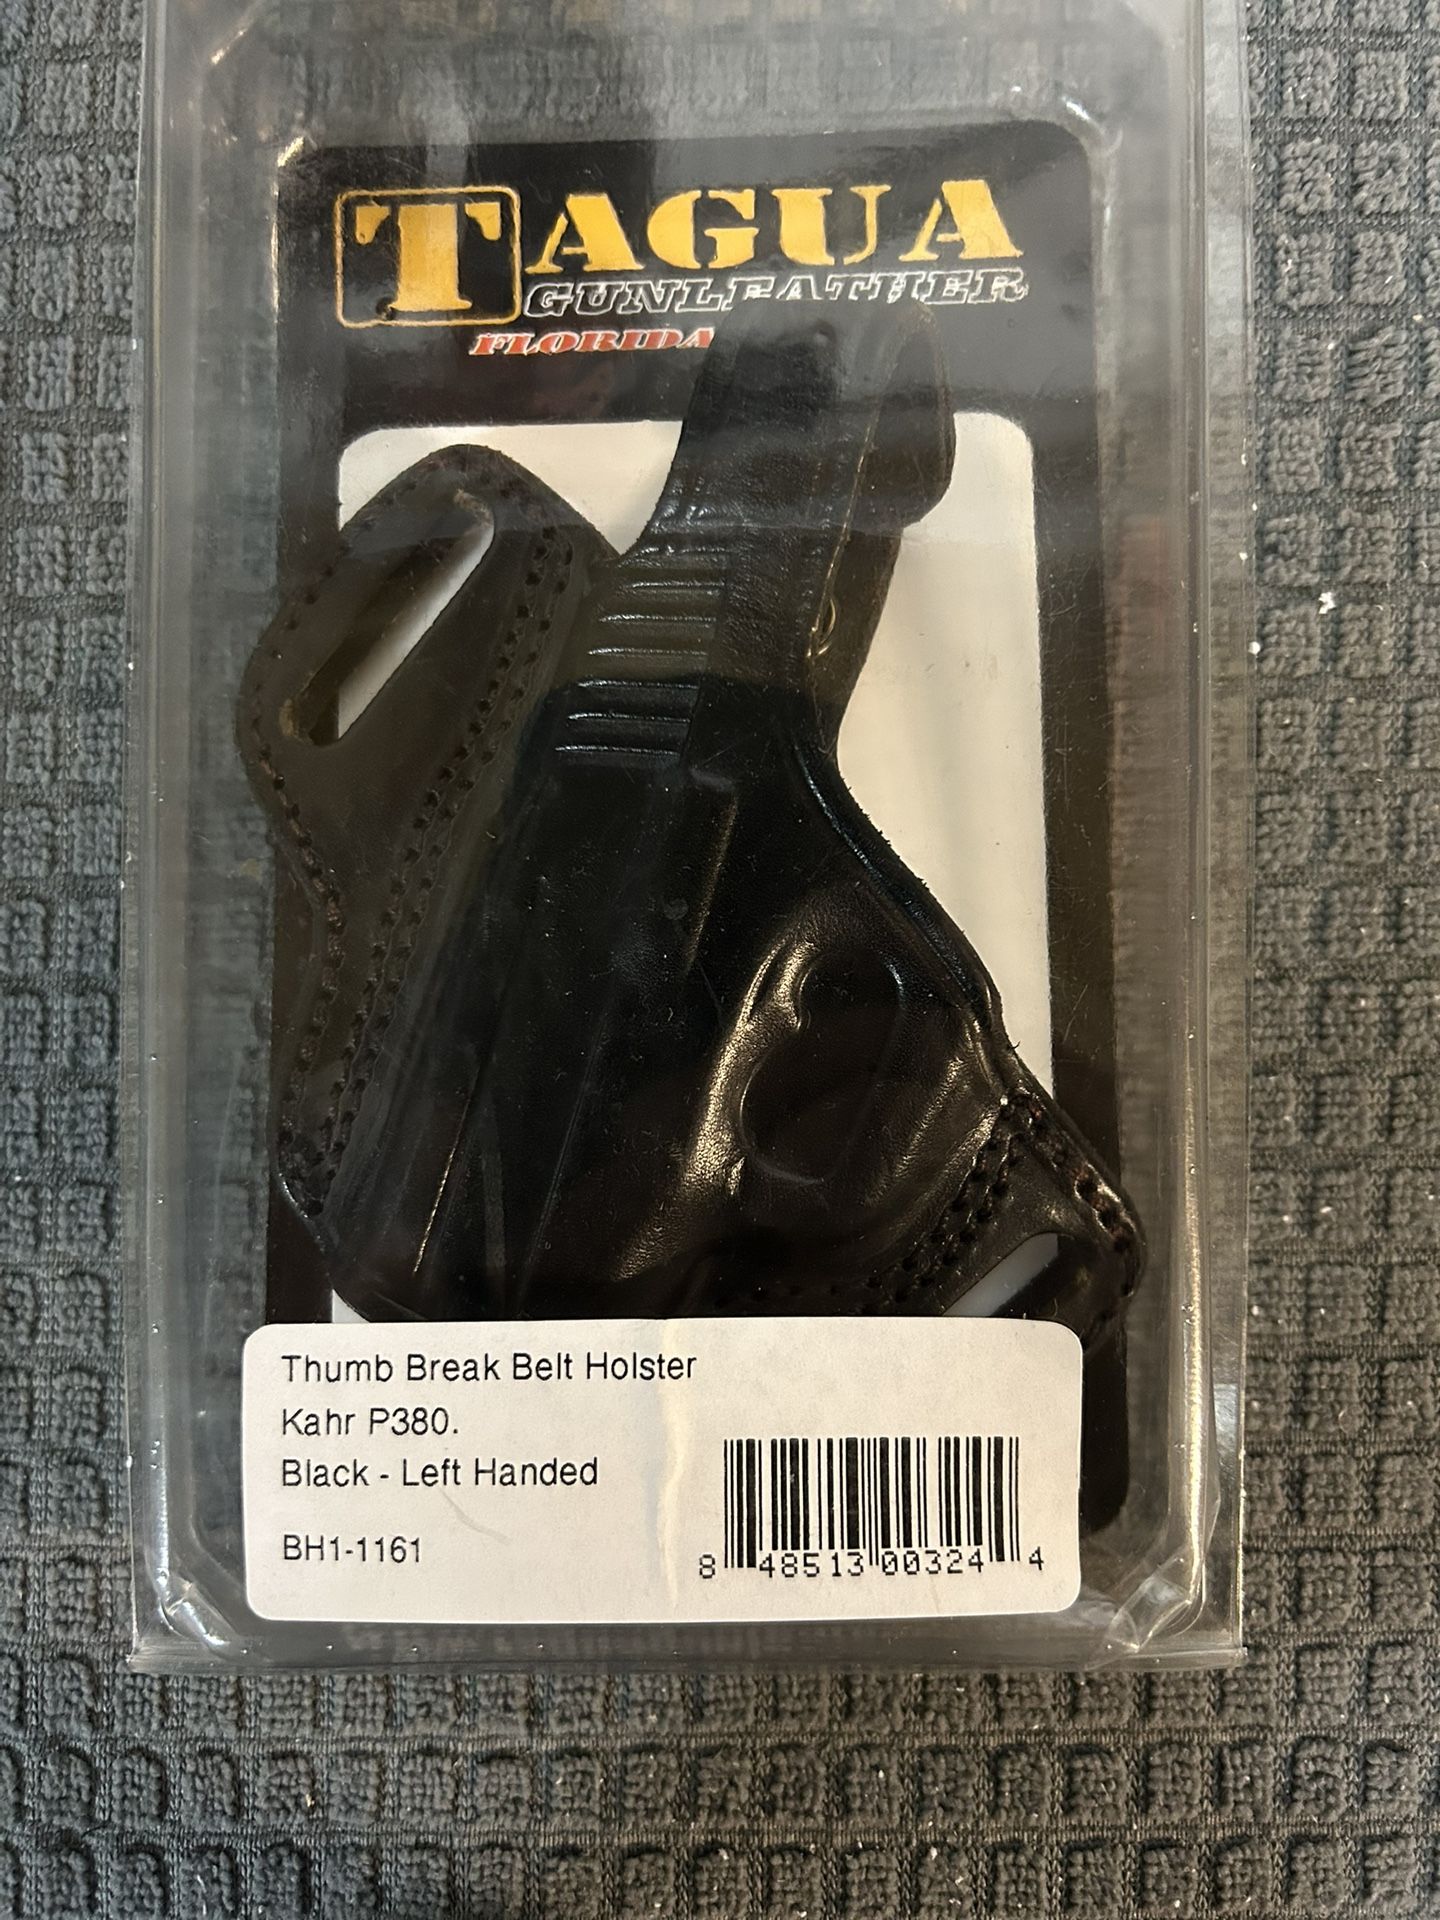 TAGUA
GUNLEATHER
FLORIDA
Thumb Break Belt Holster
Kahr P380.
Black - Left Handed
BH1-1161
8 48513 00324 4